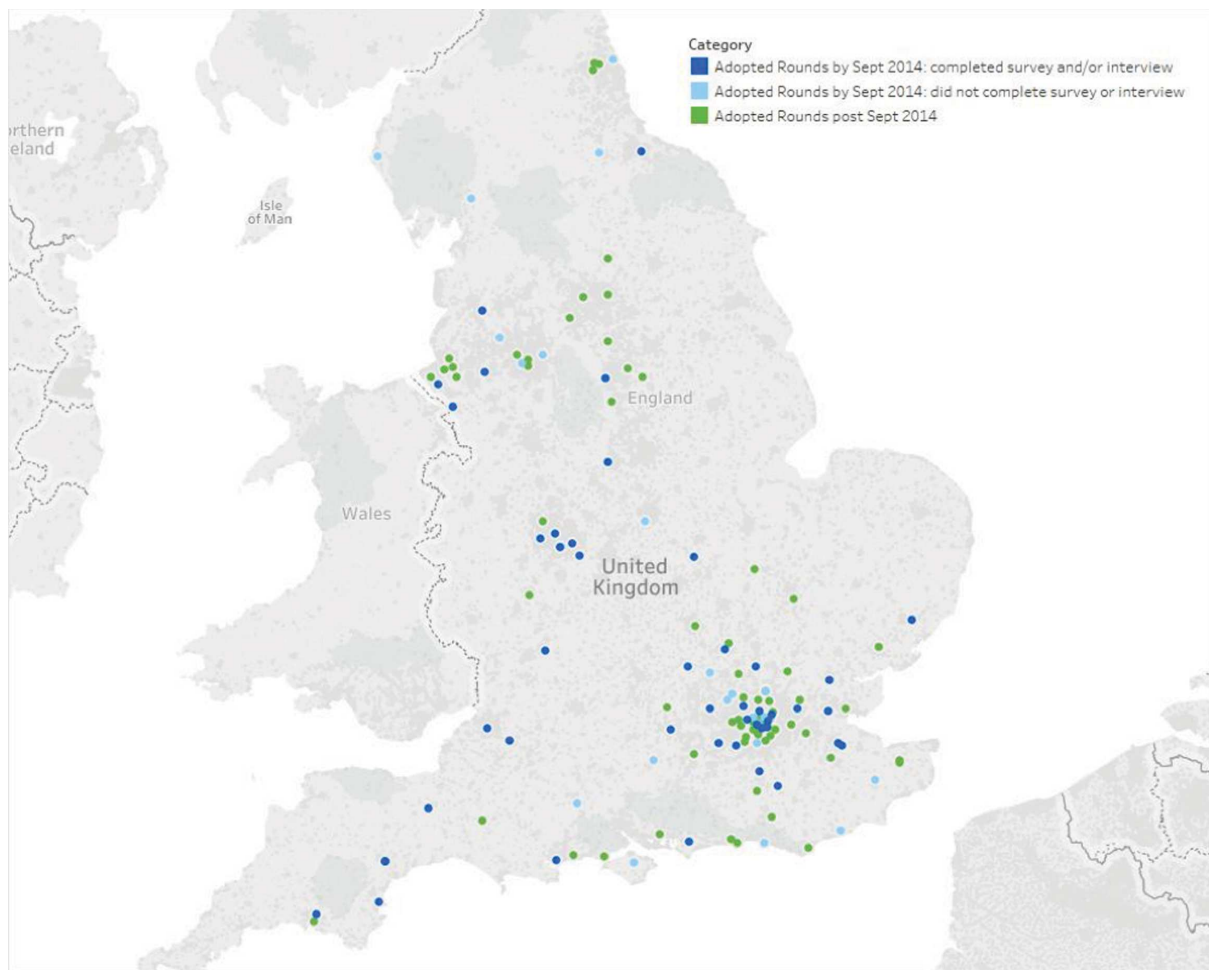 Category
Adopted Rounds by Sept 2014: completed survey and/or interview
Adopted Rounds by Sept 2014: did not complete survey or interview
Adopted Rounds post Sept 2014
orthern
eland
Isle
of Man
England
Wales
United
Kingdom